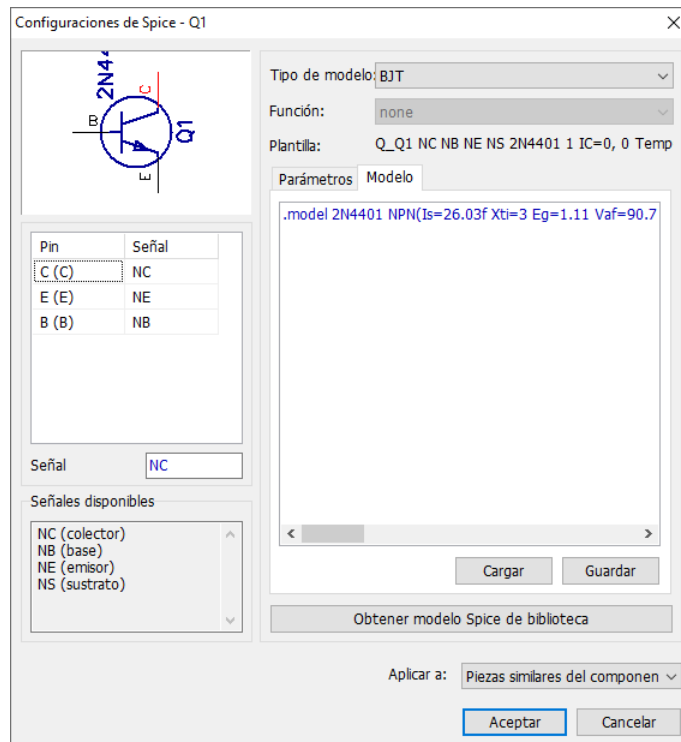 Configuraciones de Spice - Q1
C
B
E
Q1
Tipo de modelo: BJT
Función: none
Plantilla: Q_Q1 NC NB NE NS 2N4401 1 IC=0, 0 Temp
Parámetros Modelo
.model 2N4401 NPN(Is=26.03f Xti=3 Eg=1.11 Vaf=90.7
Pin Señal
C (C) NC
E (E) NE
B (B) NB
Señal NC
Señales disponibles
NC (colector)
NB (base)
NE (emisor)
NS (sustrato)
Cargar Guardar
Obtener modelo Spice de biblioteca
Aplicar a: Piezas similares del componen
Aceptar Cancelar